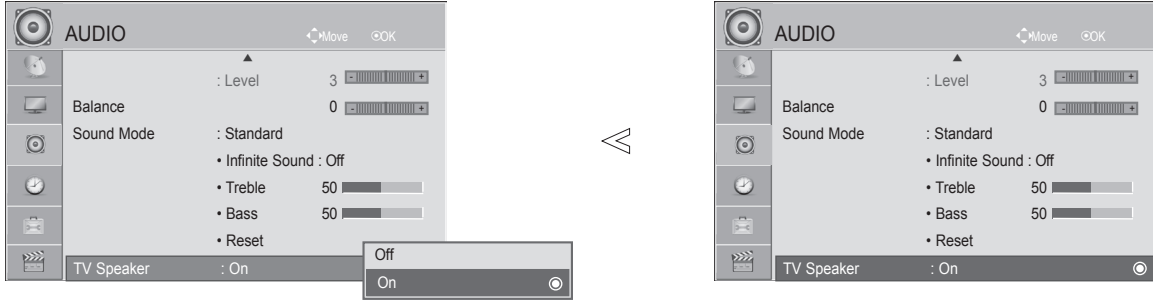 AUDIO Move OK
: Level 3 - +
Balance 0 - +
Sound Mode : Standard
• Infinite Sound : Off
• Treble 50
• Bass 50
• Reset
TV Speaker : On
Off
On
AUDIO Move OK
: Level 3 - +
Balance 0 - +
Sound Mode : Standard
• Infinite Sound : Off
• Treble 50
• Bass 50
• Reset
TV Speaker : On